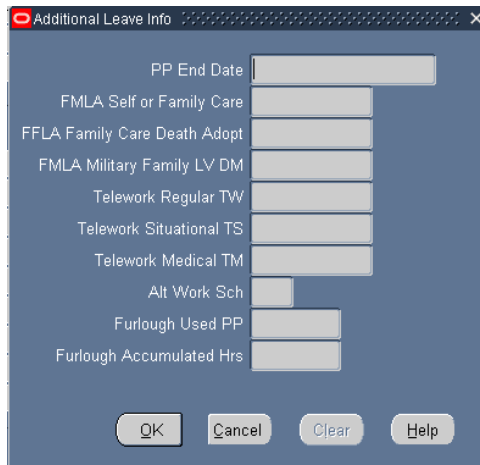 Additional Leave Info
PP End Date
FMLA Self or Family Care
FFLA Family Care Death Adopt
FMLA Military Family LV DM
Telework Regular TW
Telework Situational TS
Telework Medical TM
Alt Work Sch
Furlough Used PP
Furlough Accumulated Hrs
OK Cancel Clear Help